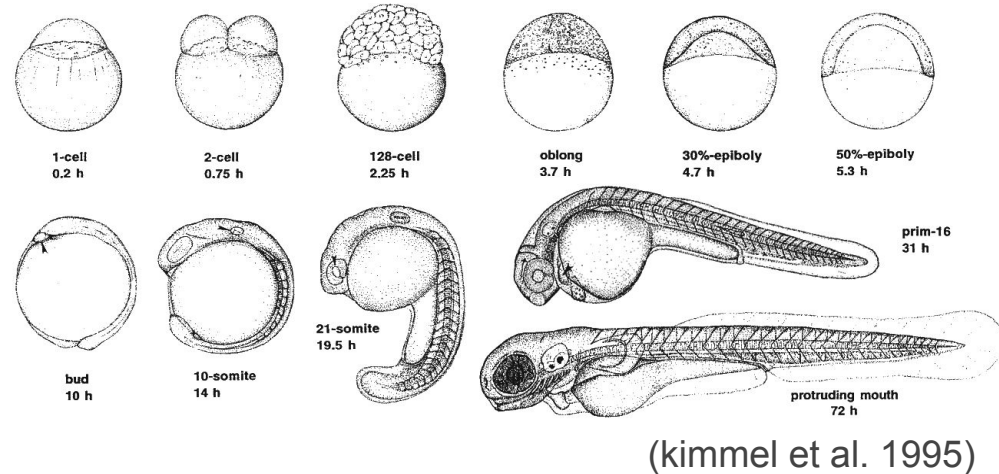 1-cell
0.2 h
2-cell
0.75 h
128-cell
2.25 h
oblong
3.7 h
30%-epiboly
4.7 h
50%-epiboly
5.3 h
bud
10 h
10-somite
14 h
21-somite
19.5 h
prim-16
31 h
protruding mouth
72 h
(kimmel et al. 1995)